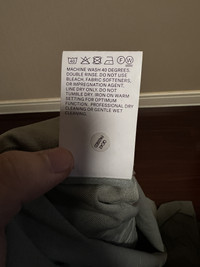 MACHINE WASH 40 DEGREES.
DOUBLE RINSE. DO NOT USE
BLEACH, FABRIC SOFTENERS,
OR IMPREGNATION AGENT.
LINE DRY ONLY. DO NOT
TUMBLE DRY. IRON ON WARM
SETTING FOR OPTIMUM
FUNCTION. PROFESSIONAL DRY
CLEANING OR GENTLE WET
CLEANING.